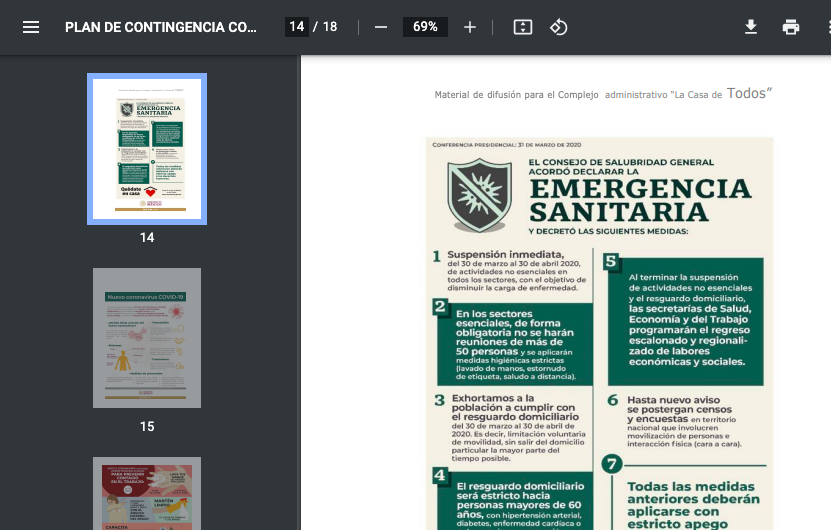 PLAN DE CONTINGENCIA CO...
14 / 18
69%
14
Nuevo coronavirus COVID-19
15
Material de difusión para el Complejo administrativo "La Casa de Todos"
CONFERENCIA PRESIDENCIAL: 31 DE MARZO DE 2020
EL CONSEJO DE SALUBRIDAD GENERAL
ACORDÓ DECLARAR LA
EMERGENCIA
SANITARIA
Y DECRETÓ LAS SIGUIENTES MEDIDAS:
1 Suspensión inmediata,
del 30 de marzo al 30 de abril 2020,
de actividades no esenciales en
todos los sectores, con el objetivo de
disminuir la carga de enfermedad.
2
En los sectores
esenciales, de forma
obligatoria no se harán
reuniones de más de
50 personas y se aplicarán
medidas higiénicas estrictas
(lavado de manos, estornudo
de etiqueta, saludo a distancia).
3 Exhortamos a la
población a cumplir con
el resguardo domiciliario
del 30 de marzo al 30 de abril de
2020. Es decir, limitación voluntaria
de movilidad, sin salir del domicilio
particular la mayor parte del
tiempo posible.
4
El resguardo domiciliario
será estricto hacia
personas mayores de 60
años, con hipertensión arterial,
diabetes, enfermedad cardíaca o
5
Al terminar la suspensión
de actividades no esenciales
y el resguardo domiciliario,
las secretarías de Salud,
Economía y del Trabajo
programarán el regreso
escalonado y regionali-
zado de labores
económicas y sociales.
6 Hasta nuevo aviso
se postergan censos
y encuestas en territorio
nacional que involucren
movilización de personas e
interacción física (cara a cara).
7
Todas las medidas
anteriores deberán
aplicarse con
estricto apego